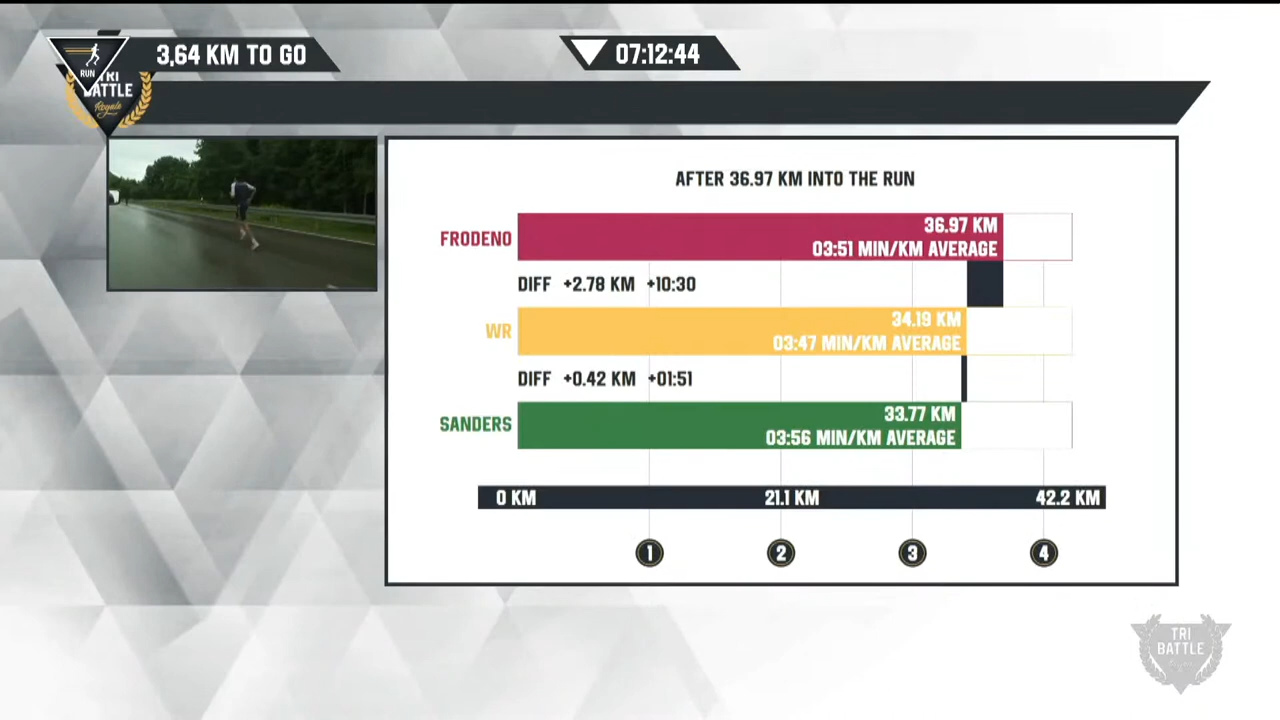 3,64 KM TO GO
07:12:44
RUN
TRI
BATTLE
Royale
AFTER 36.97 KM INTO THE RUN
36.97 KM
FRODENO
03:51 MIN/KM AVERAGE
DIFF +2.78 KM +10:30
34.19 KM
WR
03:47 MIN/KM AVERAGE
DIFF +0.42 KM +01:51
33.77 KM
SANDERS
03:56 MIN/KM AVERAGE
0 KM 21.1 KM 42.2 KM
1 2 3 4
TRI
BATTLE
Royale